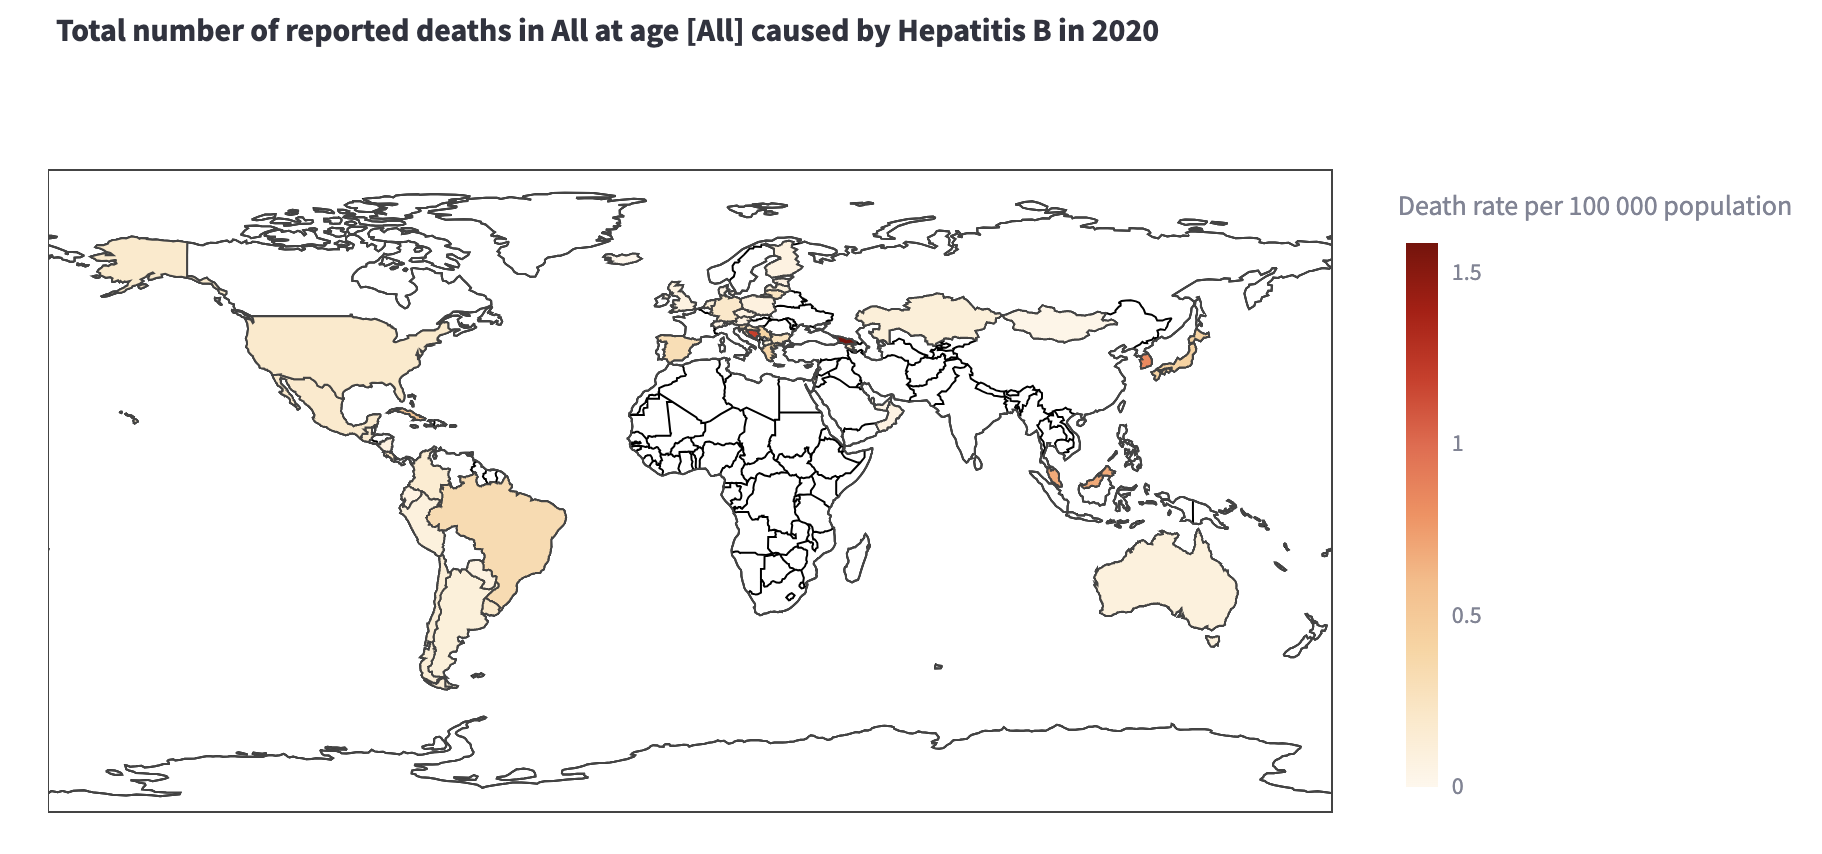 Total number of reported deaths in All at age [All] caused by Hepatitis B in 2020
Death rate per 100 000 population
1.5
1
0.5
0